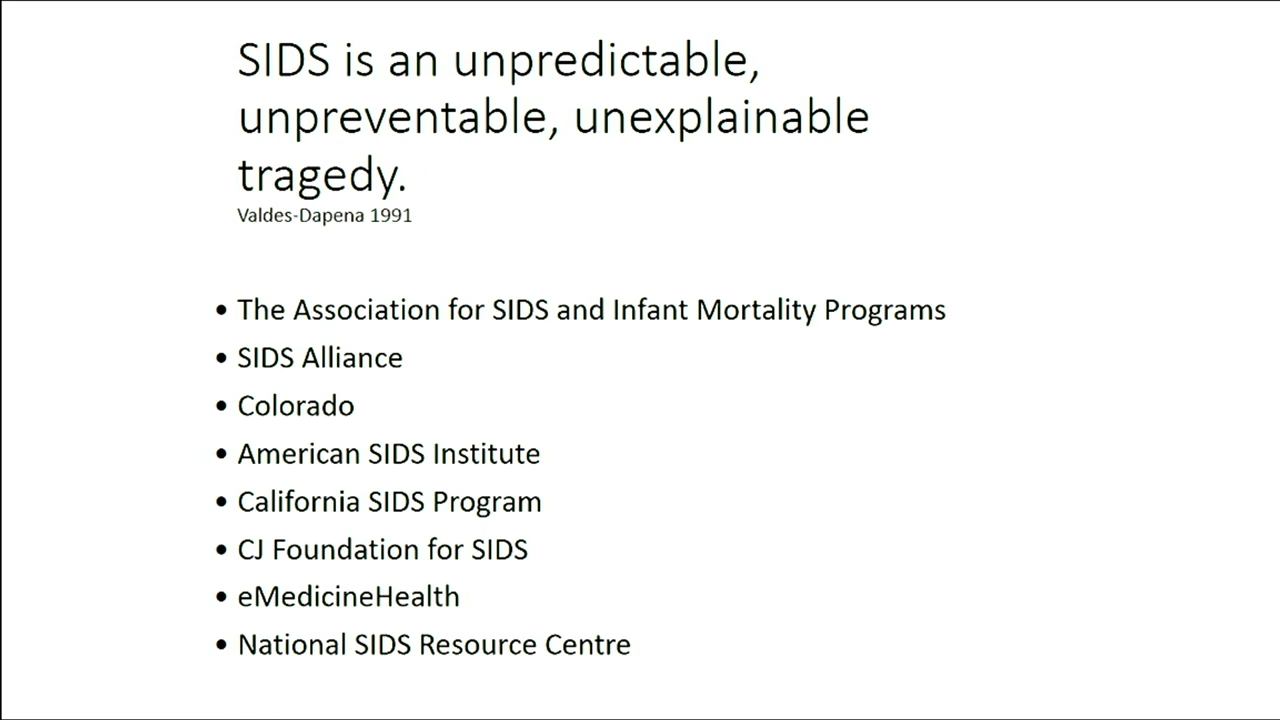 SIDS is an unpredictable,
unpreventable, unexplainable
tragedy.
Valdes-Dapena 1991
• The Association for SIDS and Infant Mortality Programs
• SIDS Alliance
• Colorado
• American SIDS Institute
• California SIDS Program
• CJ Foundation for SIDS
• eMedicineHealth
• National SIDS Resource Centre